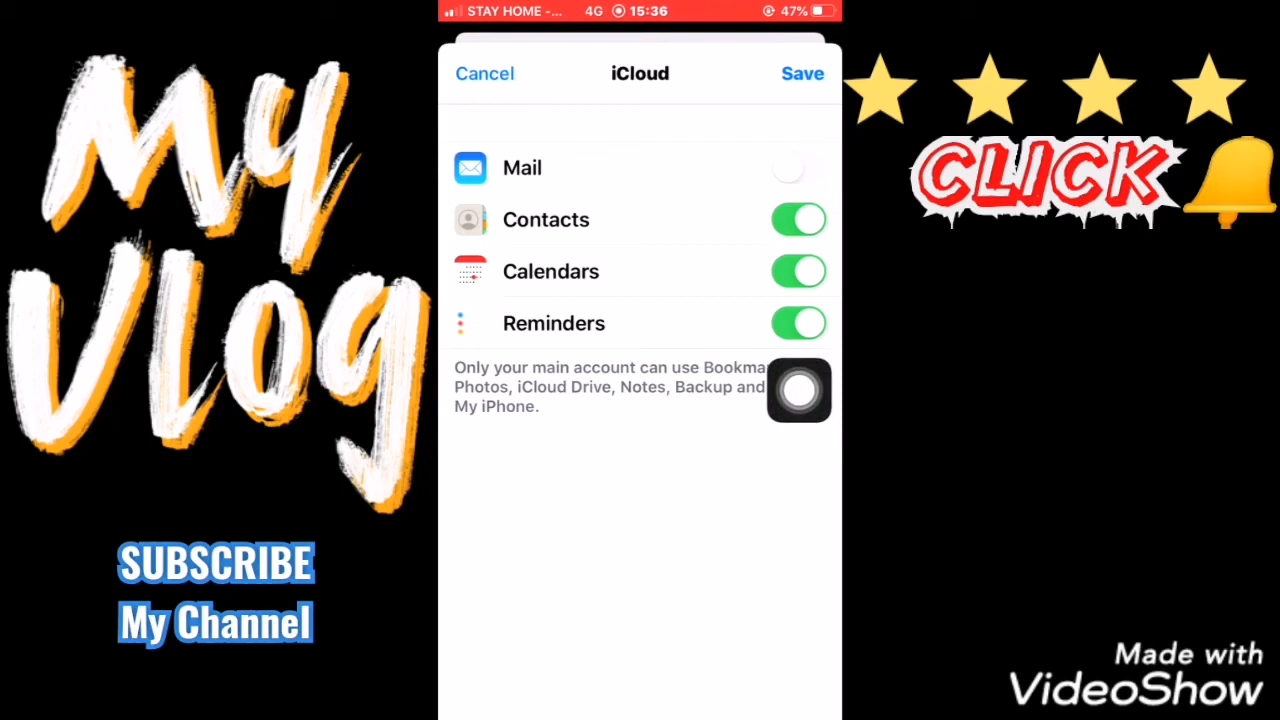 My
Vlog
SUBSCRIBE
My Channel
STAY HOME -... 4G 15:36 47%
Cancel iCloud Save
Mail
Contacts
Calendars
Reminders
Only your main account can use Bookma
Photos, iCloud Drive, Notes, Backup and
My iPhone.
CLICK
Made with
VideoShow